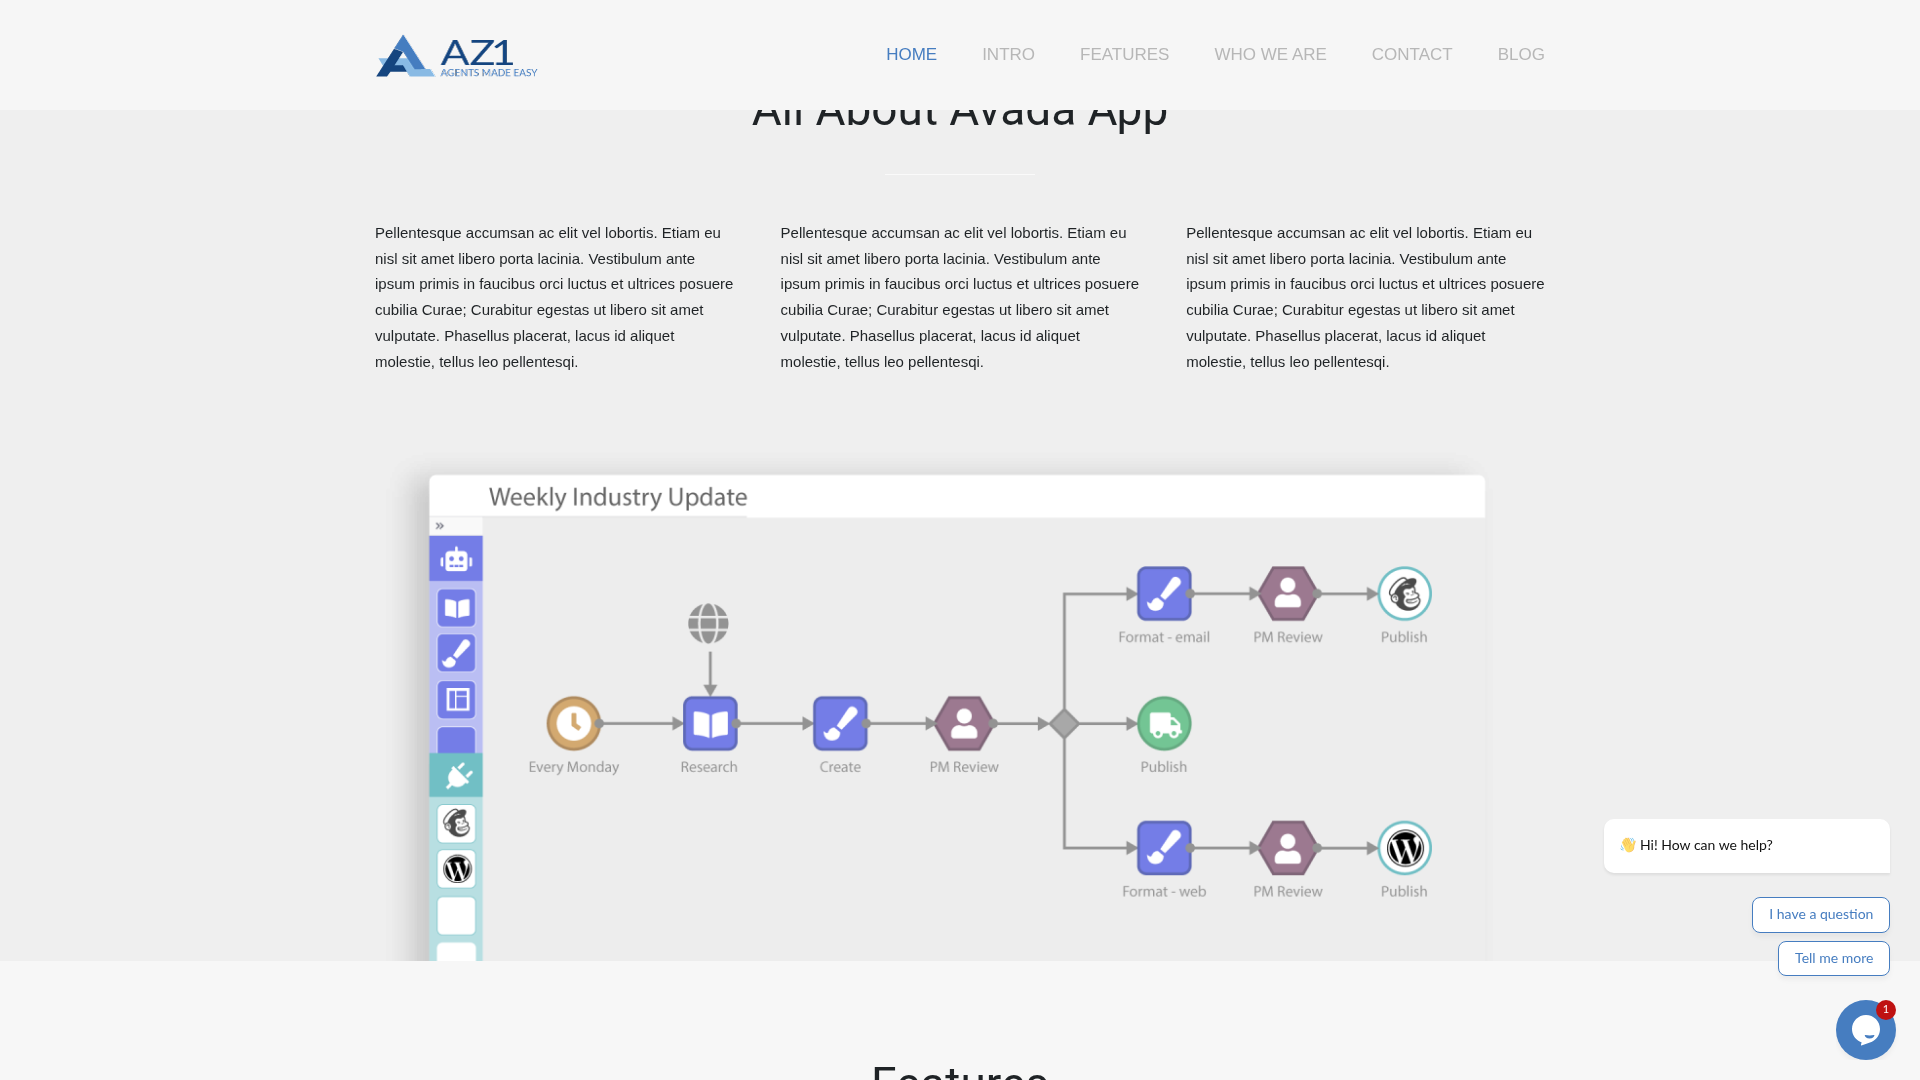 AZ1
AGENTS MADE EASY
HOME
INTRO
FEATURES
WHO WE ARE
CONTACT
BLOG
All About Avada App
Pellentesque accumsan ac elit vel lobortis. Etiam eu
nisl sit amet libero porta lacinia. Vestibulum ante
ipsum primis in faucibus orci luctus et ultrices posuere
cubilia Curae; Curabitur egestas ut libero sit amet
vulputate. Phasellus placerat, lacus id aliquet
molestie, tellus leo pellentesqi.
Pellentesque accumsan ac elit vel lobortis. Etiam eu
nisl sit amet libero porta lacinia. Vestibulum ante
ipsum primis in faucibus orci luctus et ultrices posuere
cubilia Curae; Curabitur egestas ut libero sit amet
vulputate. Phasellus placerat, lacus id aliquet
molestie, tellus leo pellentesqi.
Pellentesque accumsan ac elit vel lobortis. Etiam eu
nisl sit amet libero porta lacinia. Vestibulum ante
ipsum primis in faucibus orci luctus et ultrices posuere
cubilia Curae; Curabitur egestas ut libero sit amet
vulputate. Phasellus placerat, lacus id aliquet
molestie, tellus leo pellentesqi.
Weekly Industry Update
»
Format - email
PM Review
Publish
Every Monday
Research
Create
PM Review
Publish
Format - web
PM Review
Publish
👋 Hi! How can we help?
I have a question
Tell me more
1
Features